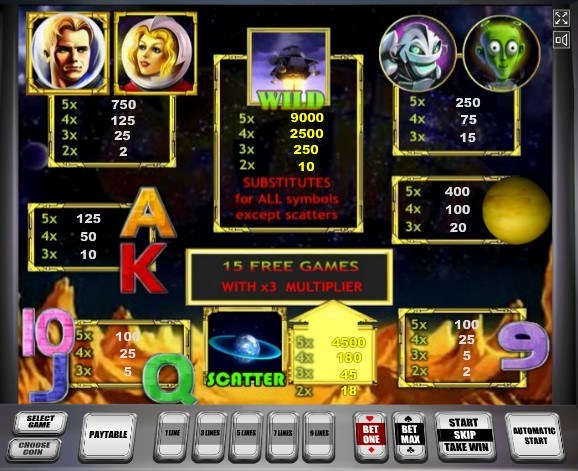 WILD
5x 750
4x 125
3x 25
2x 2
5x 9000
4x 2500
3x 250
2x 10
SUBSTITUTES
for ALL symbols
except scatters
5x 250
4x 75
3x 15
5x 400
4x 100
3x 20
5x 125
4x 50
3x 10
A
K
15 FREE GAMES
WITH x3 MULTIPLIER
10
J
5x 100
4x 25
3x 5
Q
SCATTER
5x 4500
4x 180
3x 45
2x 18
5x 100
4x 25
3x 5
2x 2
9
SELECT
GAME
CHOOSE
COIN
PAYTABLE
1 LINE
3 LINES
5 LINES
7 LINES
9 LINES
BET
ONE
BET
MAX
START
SKIP
TAKE WIN
AUTOMATIC
START